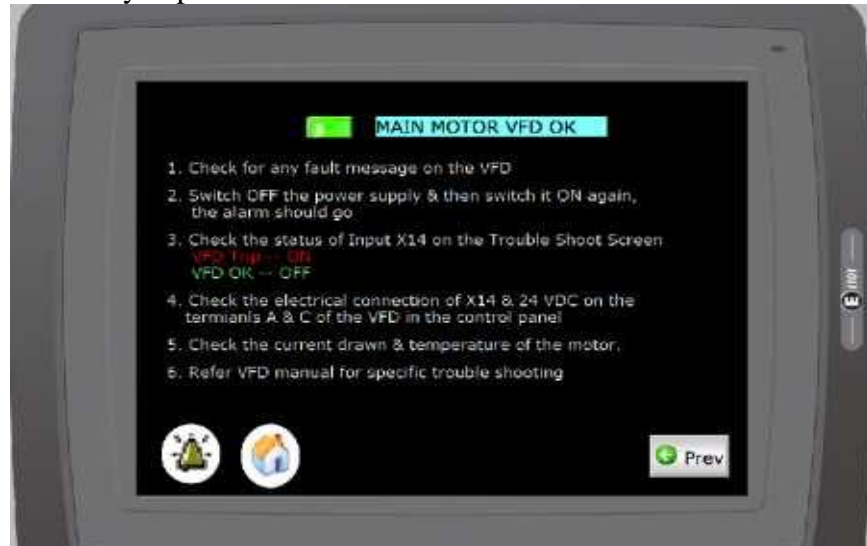 MAIN MOTOR VFD OK
1. Check for any fault message on the VFD
2. Switch OFF the power supply & then switch it ON again,
the alarm should go
3. Check the status of Input X14 on the Trouble Shoot Screen
VFD Trip -- ON
VFD OK -- OFF
4. Check the electrical connection of X14 & 24 VDC on the
termianls A & C of the VFD in the control panel
5. Check the current drawn & temperature of the motor.
6. Refer VFD manual for specific trouble shooting
Prev